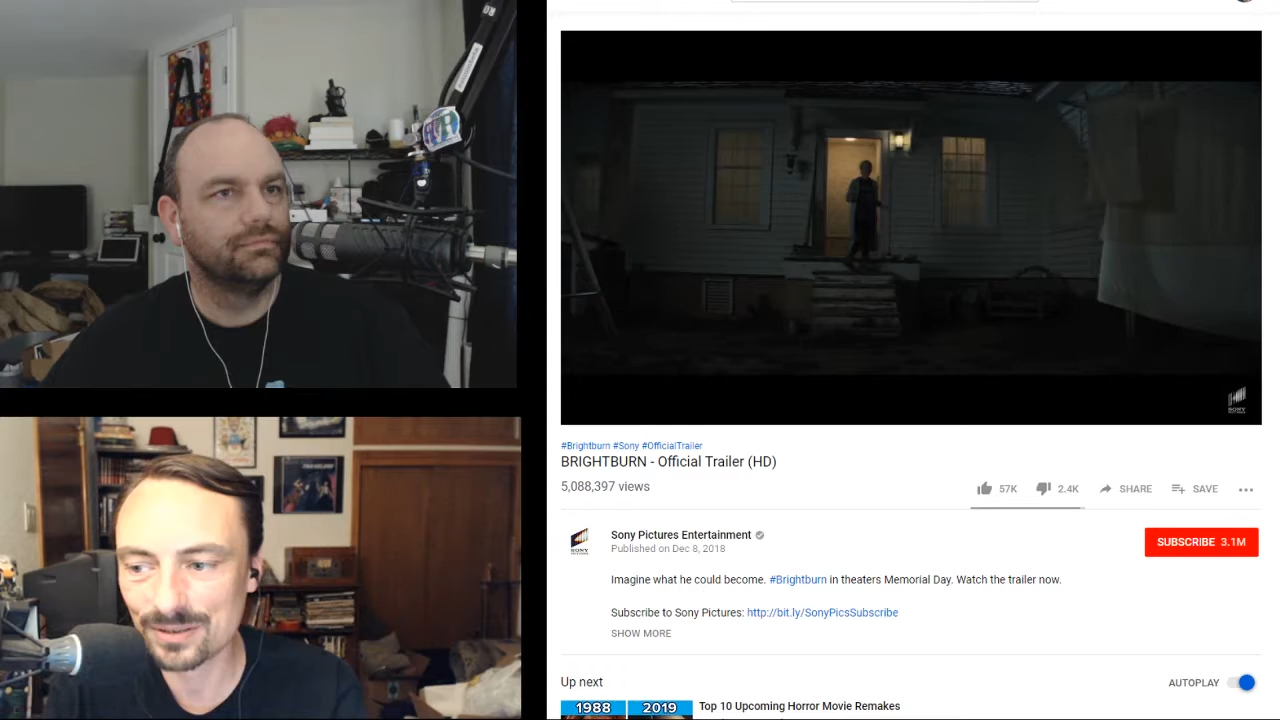 SONY
#Brightburn #Sony #OfficialTrailer
BRIGHTBURN - Official Trailer (HD)
5,088,397 views
57K
2.4K
SHARE
SAVE
Sony Pictures Entertainment
Published on Dec 8, 2018
SUBSCRIBE 3.1M
Imagine what he could become. #Brightburn in theaters Memorial Day. Watch the trailer now.
Subscribe to Sony Pictures: http://bit.ly/SonyPicsSubscribe
SHOW MORE
Up next
AUTOPLAY
1988
2019
Top 10 Upcoming Horror Movie Remakes